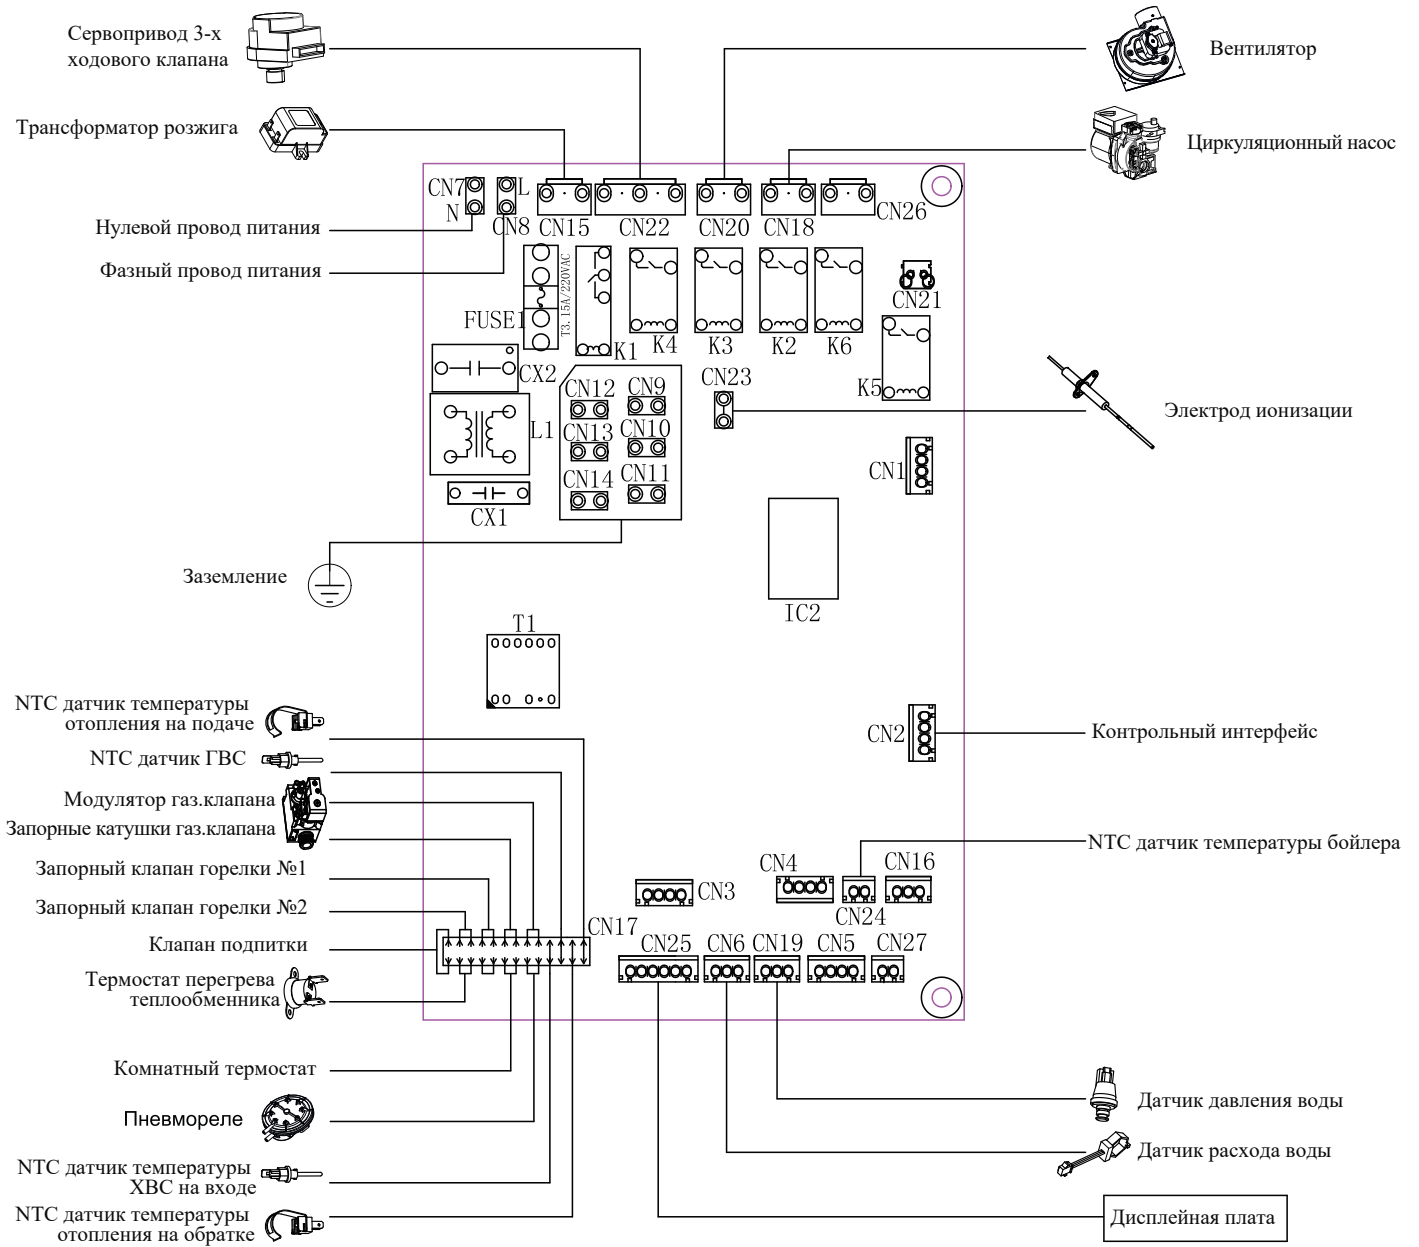 Сервопривод 3-х
ходового клапана
Вентилятор
Трансформатор розжига
Циркуляционный насос
CN7
L
N
CN8
CN15
CN22
CN20
CN18
CN26
Нулевой провод питания
Фазный провод питания
T3.15A/220VAC
FUSE1
K1
K4
K3
K2
K6
CN21
K5
CX2
CN12
CN9
CN23
Электрод ионизации
L1
CN13
CN10
CN1
CN14
CN11
CX1
Заземление
IC2
T1
NTC датчик температуры
отопления на подаче
CN2
Контрольный интерфейс
NTC датчик ГВС
Модулятор газ.клапана
Запорные катушки газ.клапана
NTC датчик температуры бойлера
Запорный клапан горелки №1
CN3
CN4
CN24
CN16
Запорный клапан горелки №2
CN17
Клапан подпитки
CN25
CN6
CN19
CN5
CN27
Термостат перегрева
теплообменника
Комнатный термостат
Датчик давления воды
Пневмореле
Датчик расхода воды
NTC датчик температуры
ХВС на входе
NTC датчик температуры
отопления на обратке
Дисплейная плата